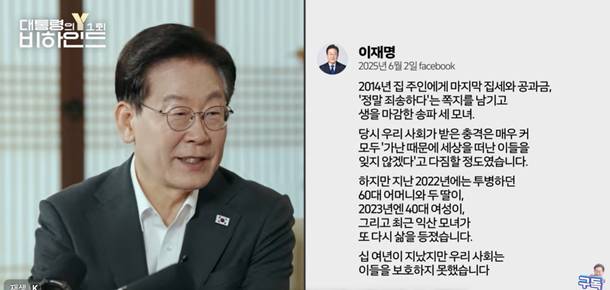 대통령의 Y 1회
비하인드
이재명
2025년 6월 2일 facebook
2014년 집 주인에게 마지막 집세와 공과금,
'정말 죄송하다'는 쪽지를 남기고
생을 마감한 송파 세 모녀.
당시 우리 사회가 받은 충격은 매우 커
모두 '가난 때문에 세상을 떠난 이들을
잊지 않겠다'고 다짐할 정도였습니다.
하지만 지난 2022년에는 투병하던
60대 어머니와 두 딸이,
2023년엔 40대 여성이,
그리고 최근 익산 모녀가
또 다시 삶을 등졌습니다.
십 여년이 지났지만 우리 사회는
이들을 보호하지 못했습니다
재생 K
구독